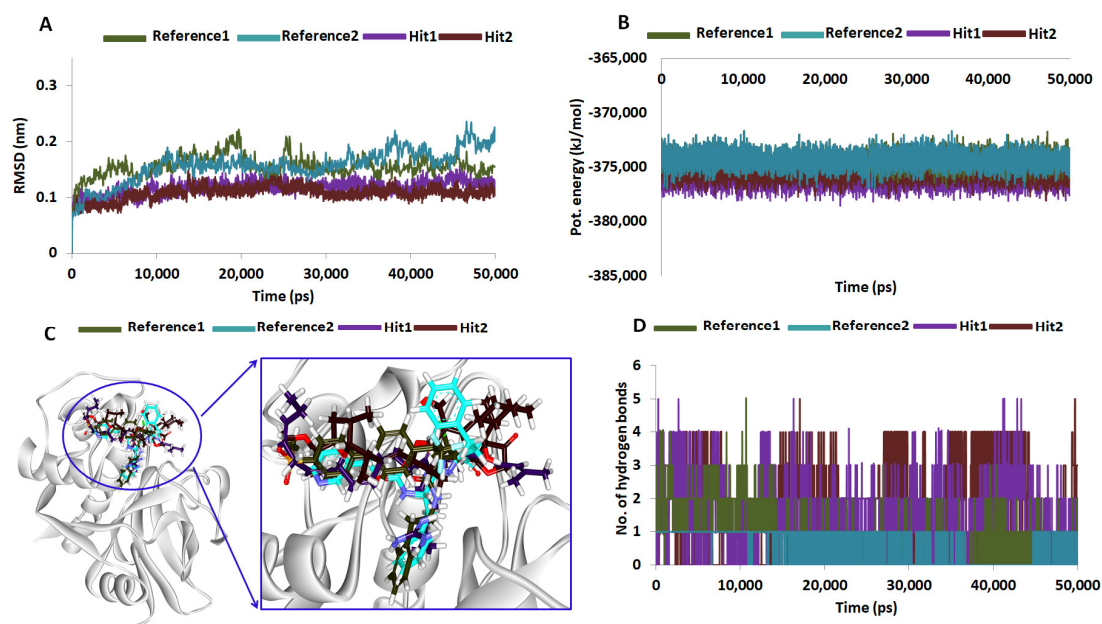 A
Reference1 Reference2 Hit1 Hit2
0.3
0.2
0.1
0
RMSD (nm)
0 10,000 20,000 30,000 40,000 50,000
Time (ps)
B
Reference1 Reference2 Hit1 Hit2
-365,000
-370,000
-375,000
-380,000
-385,000
Pot. energy (kJ/mol)
0 10,000 20,000 30,000 40,000 50,000
Time (ps)
C
Reference1 Reference2 Hit1 Hit2
D
Reference1 Reference2 Hit1 Hit2
6
5
4
3
2
1
0
No. of hydrogen bonds
0 10,000 20,000 30,000 40,000 50,000
Time (ps)